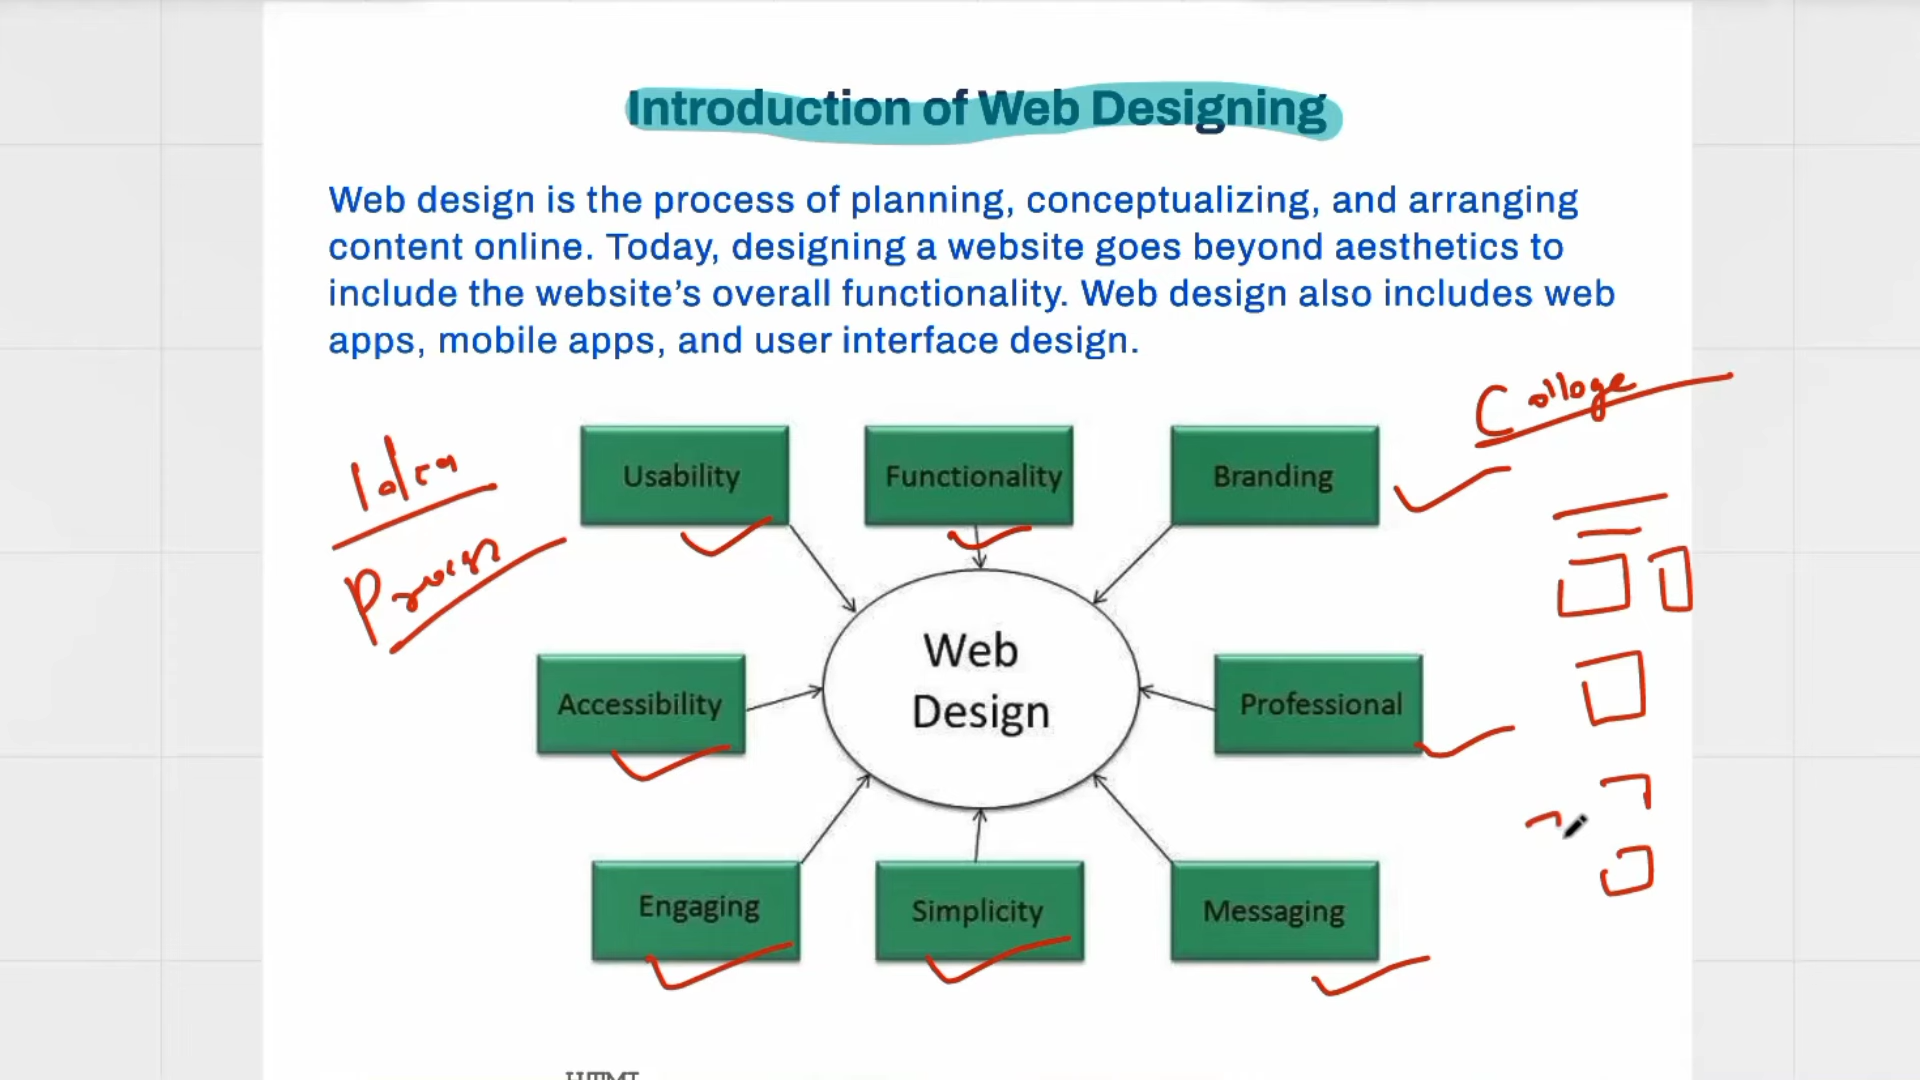 Introduction of Web Designing
Web design is the process of planning, conceptualizing, and arranging
content online. Today, designing a website goes beyond aesthetics to
include the website's overall functionality. Web design also includes web
apps, mobile apps, and user interface design.
College
Idea
Process
Usability
Functionality
Branding
Accessibility
Web
Design
Professional
Engaging
Simplicity
Messaging